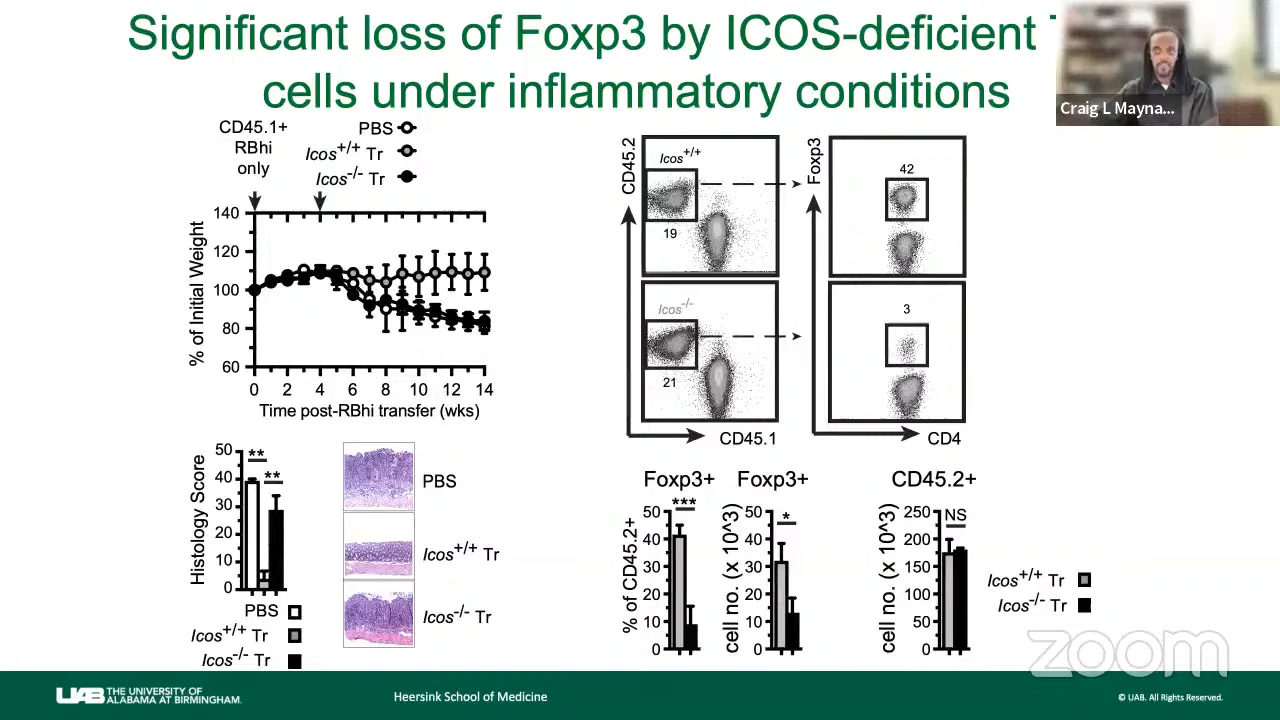 Significant loss of Foxp3 by ICOS-deficient
cells under inflammatory conditions
Craig L Mayna...
CD45.1+
RBhi
only
PBS
Icos+/+ Tr
Icos-/- Tr
% of Initial Weight
140
120
100
80
60
0 2 4 6 8 10 12 14
Time post-RBhi transfer (wks)
CD45.2
Icos+/+
19
Icos-/-
21
CD45.1
Foxp3
42
3
CD4
Histology Score
50
40
30
20
10
0
** **
PBS
Icos+/+ Tr
Icos-/- Tr
PBS
Icos+/+ Tr
Icos-/- Tr
Foxp3+
% of CD45.2+
50
40
30
20
10
0
***
Foxp3+
cell no. (x 10^3)
50
40
30
20
10
0
*
CD45.2+
cell no. (x 10^3)
250
200
150
100
50
0
NS
Icos+/+ Tr
Icos-/- Tr
zoom
UAB THE UNIVERSITY OF
ALABAMA AT BIRMINGHAM.
Heersink School of Medicine
© UAB. All Rights Reserved.